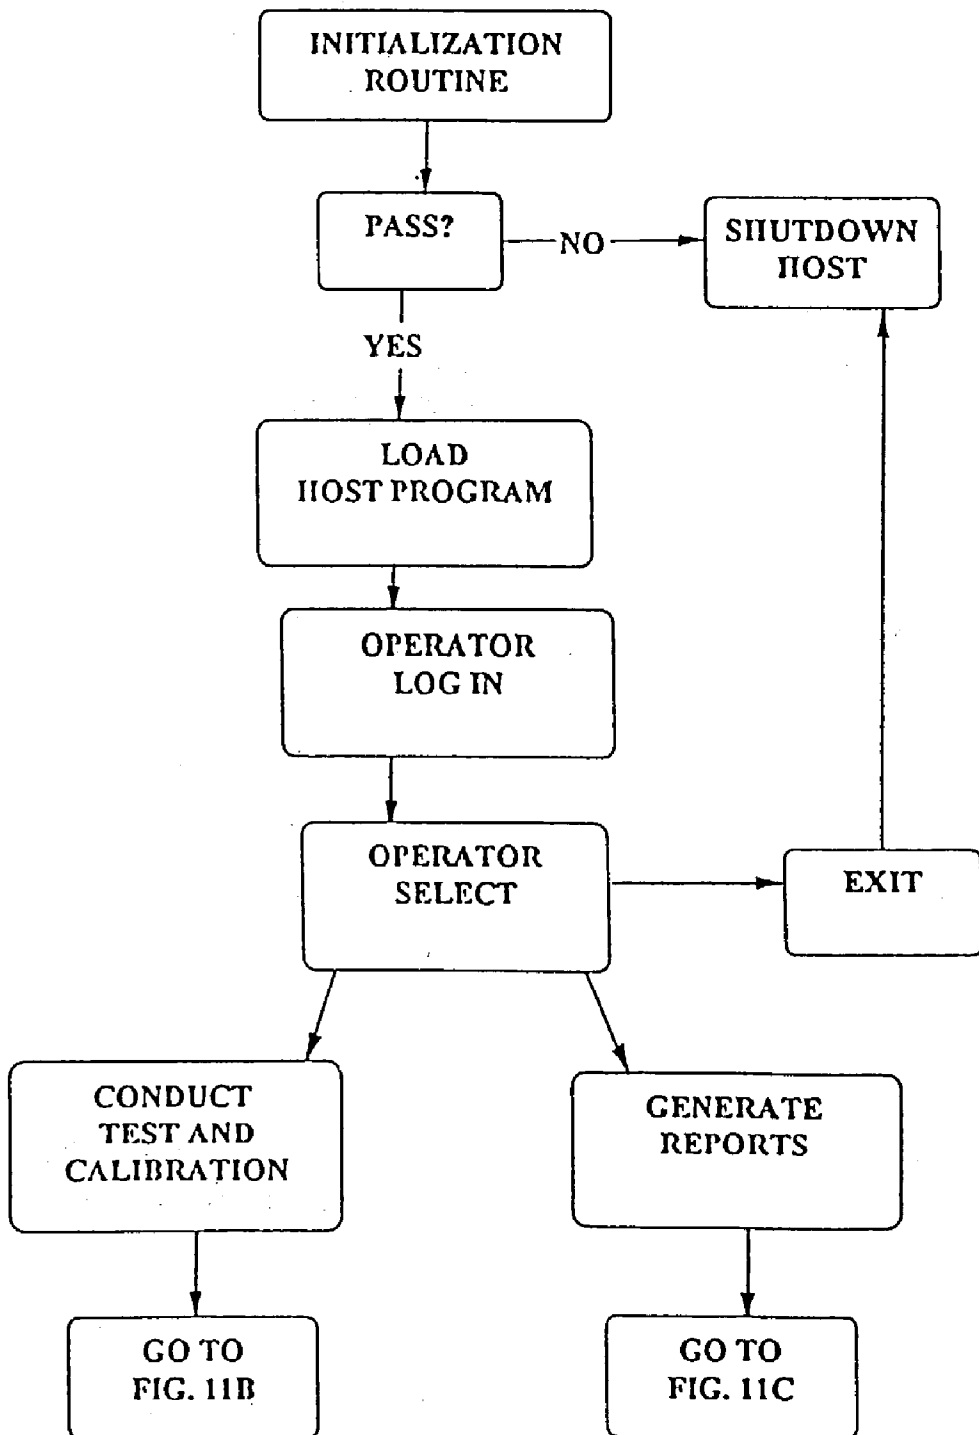 INITIALIZATION
ROUTINE
PASS?
NO
SHUTDOWN
HOST
YES
LOAD
HOST PROGRAM
OPERATOR
LOG IN
OPERATOR
SELECT
EXIT
CONDUCT
TEST AND
CALIBRATION
GENERATE
REPORTS
GO TO
FIG. 11B
GO TO
FIG. 11C